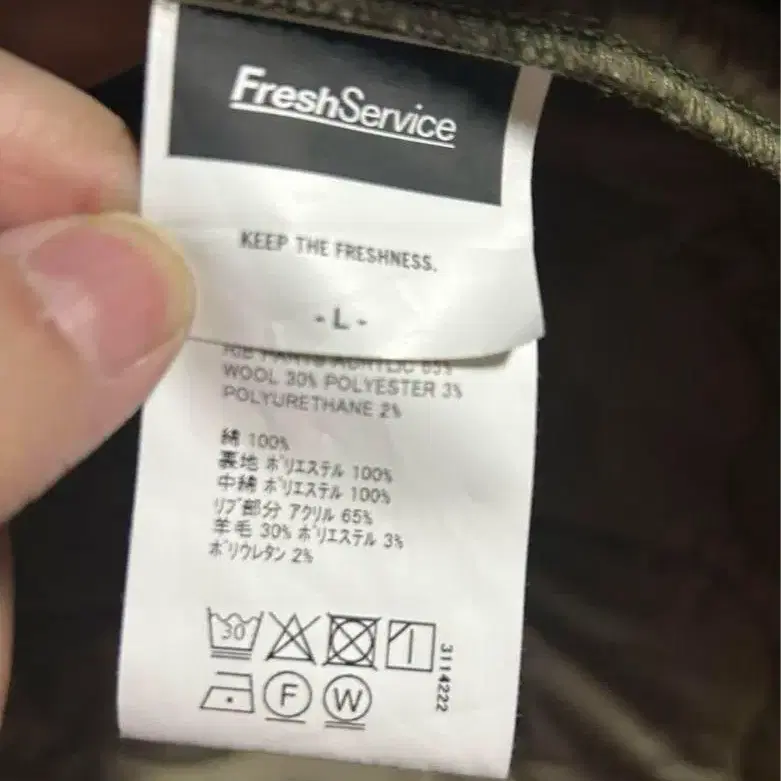 FreshService
KEEP THE FRESHNESS.
- L -
65%
WOOL 30% POLYESTER 3%
POLYURETHANE 2%
綿 100%
裏地 ポリエステル 100%
中綿 ポリエステル 100%
リブ部分 アクリル 65%
羊毛 30% ポリエステル 3%
ポリウレタン 2%
30
F W
3114222